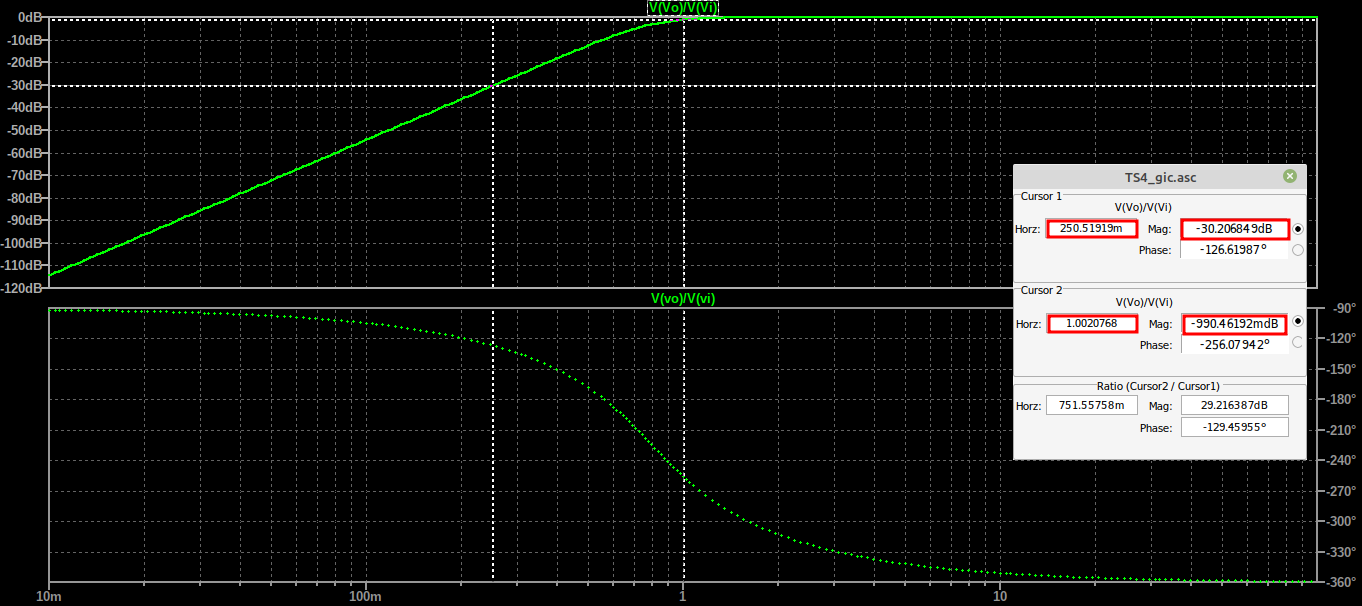 V(Vo)/V(Vi)
0dB
-10dB
-20dB
-30dB
-40dB
-50dB
-60dB
-70dB
-80dB
-90dB
-100dB
-110dB
-120dB
TS4_gic.asc
Cursor 1
V(Vo)/V(Vi)
Horz: 250.51919m Mag: -30.206849dB
Phase: -126.61987°
Cursor 2
V(Vo)/V(Vi)
Horz: 1.0020768 Mag: -990.46192mdB
Phase: -256.07942°
Ratio (Cursor2 / Cursor1)
Horz: 751.55758m Mag: 29.216387dB
Phase: -129.45955°
V(vo)/V(vi)
-90°
-120°
-150°
-180°
-210°
-240°
-270°
-300°
-330°
-360°
10m 100m 1 10